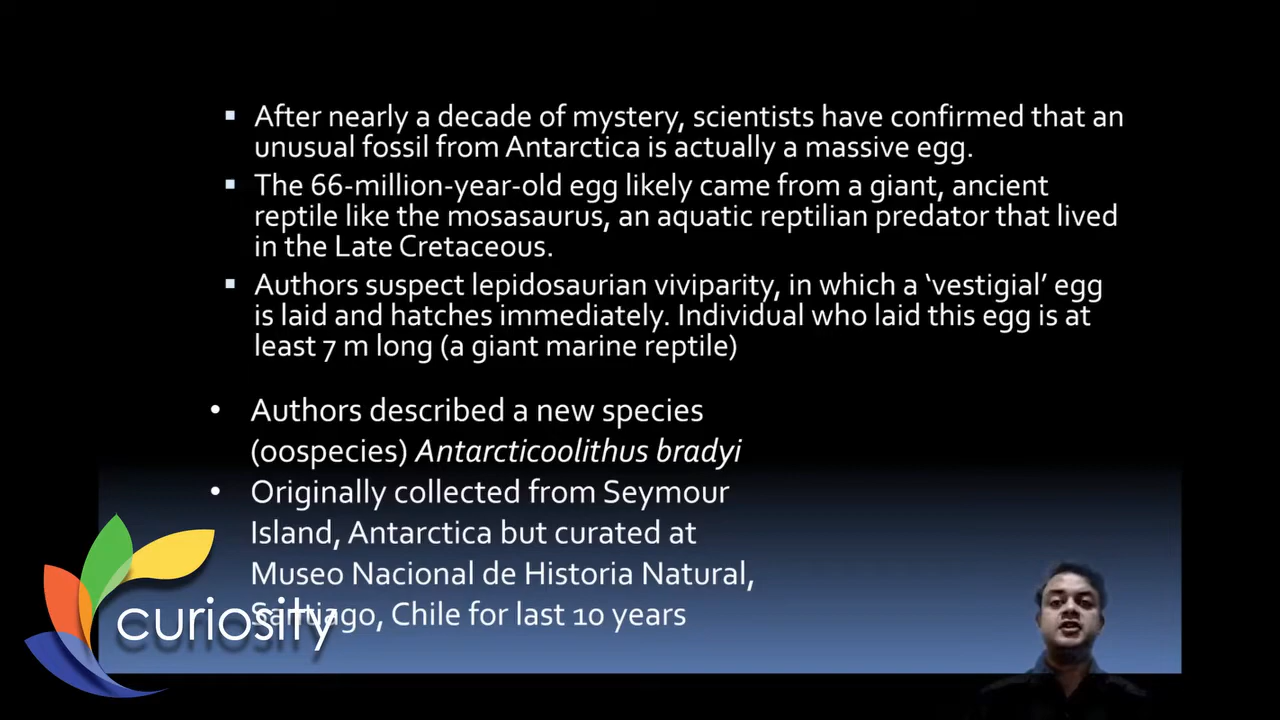 ▪ After nearly a decade of mystery, scientists have confirmed that an
unusual fossil from Antarctica is actually a massive egg.
▪ The 66-million-year-old egg likely came from a giant, ancient
reptile like the mosasaurus, an aquatic reptilian predator that lived
in the Late Cretaceous.
▪ Authors suspect lepidosaurian viviparity, in which a ‘vestigial’ egg
is laid and hatches immediately. Individual who laid this egg is at
least 7 m long (a giant marine reptile)
• Authors described a new species
(oospecies) Antarcticoolithus bradyi
• Originally collected from Seymour
Island, Antarctica but curated at
Museo Nacional de Historia Natural,
Santiago, Chile for last 10 years
curiosity